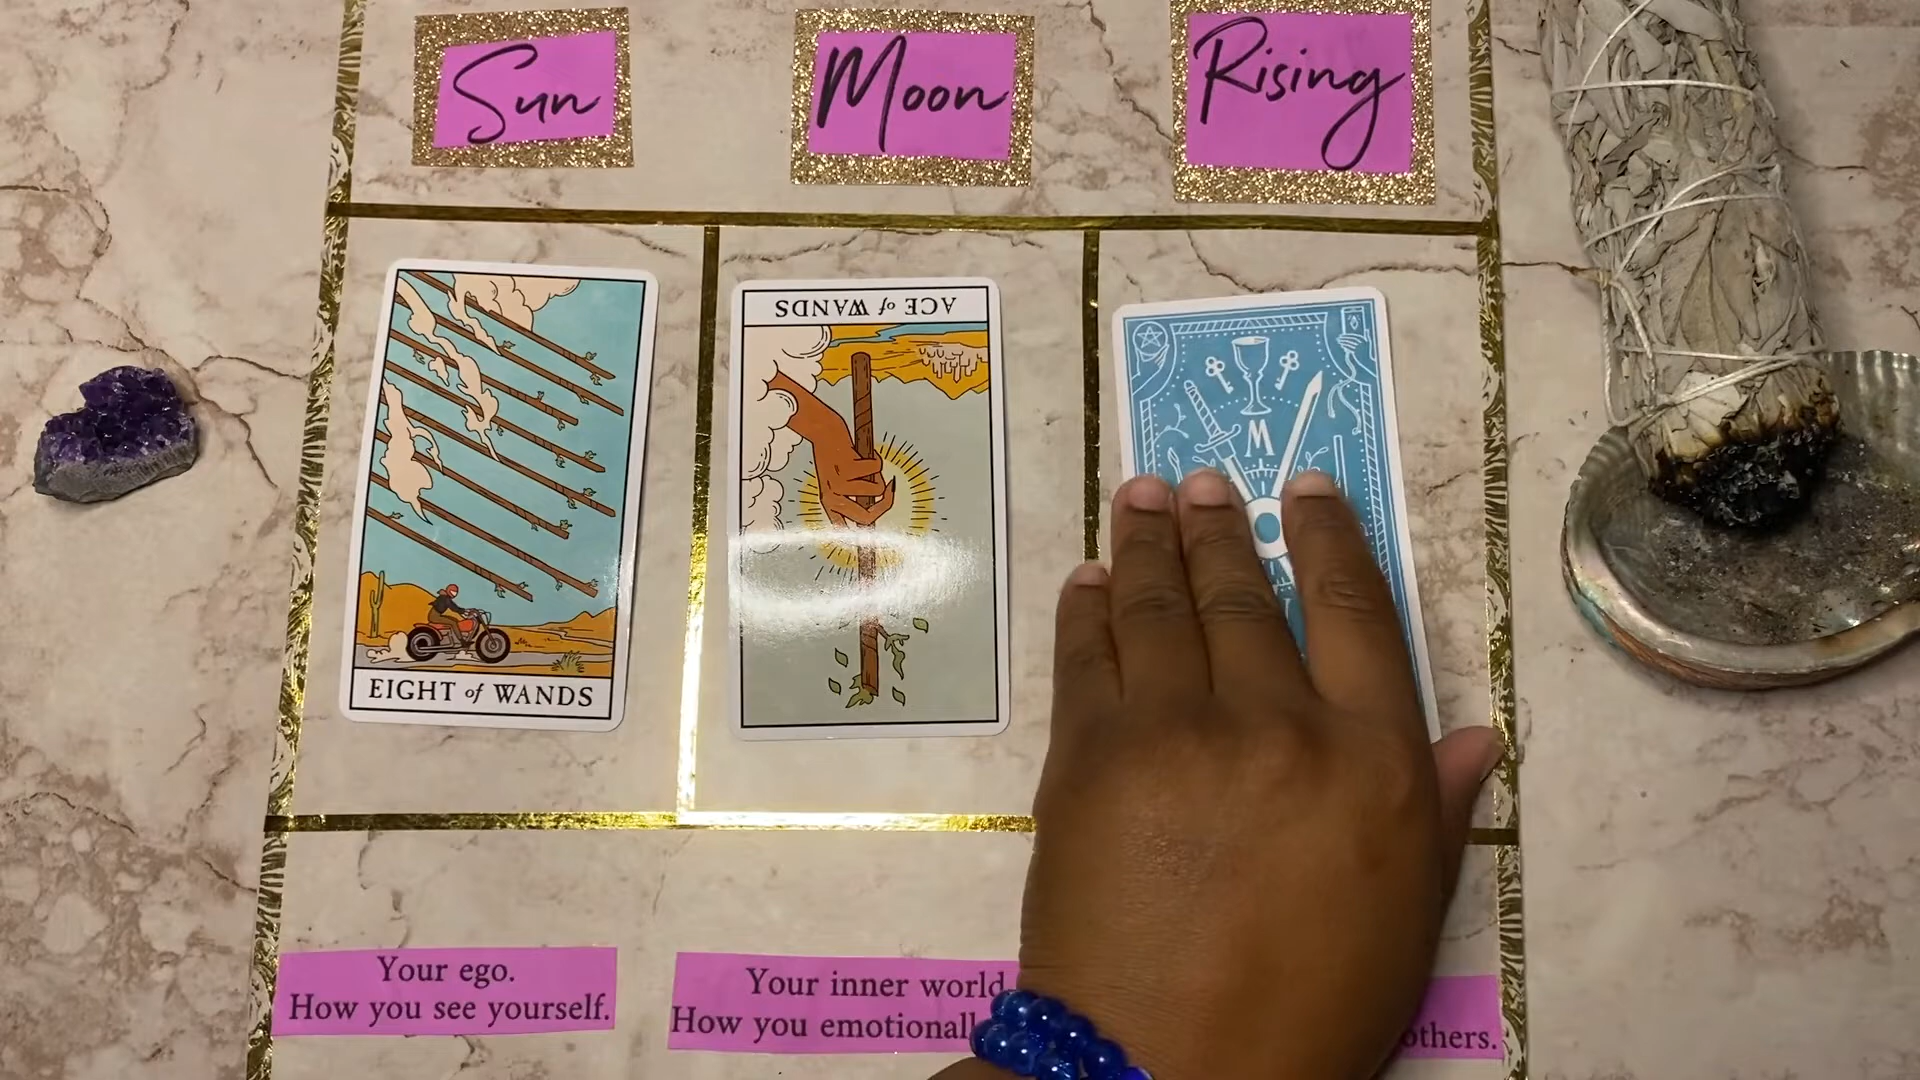 Sun
Moon
Rising
ACE of WANDS
M
EIGHT of WANDS
Your ego.
How you see yourself.
Your inner world
How you
others.